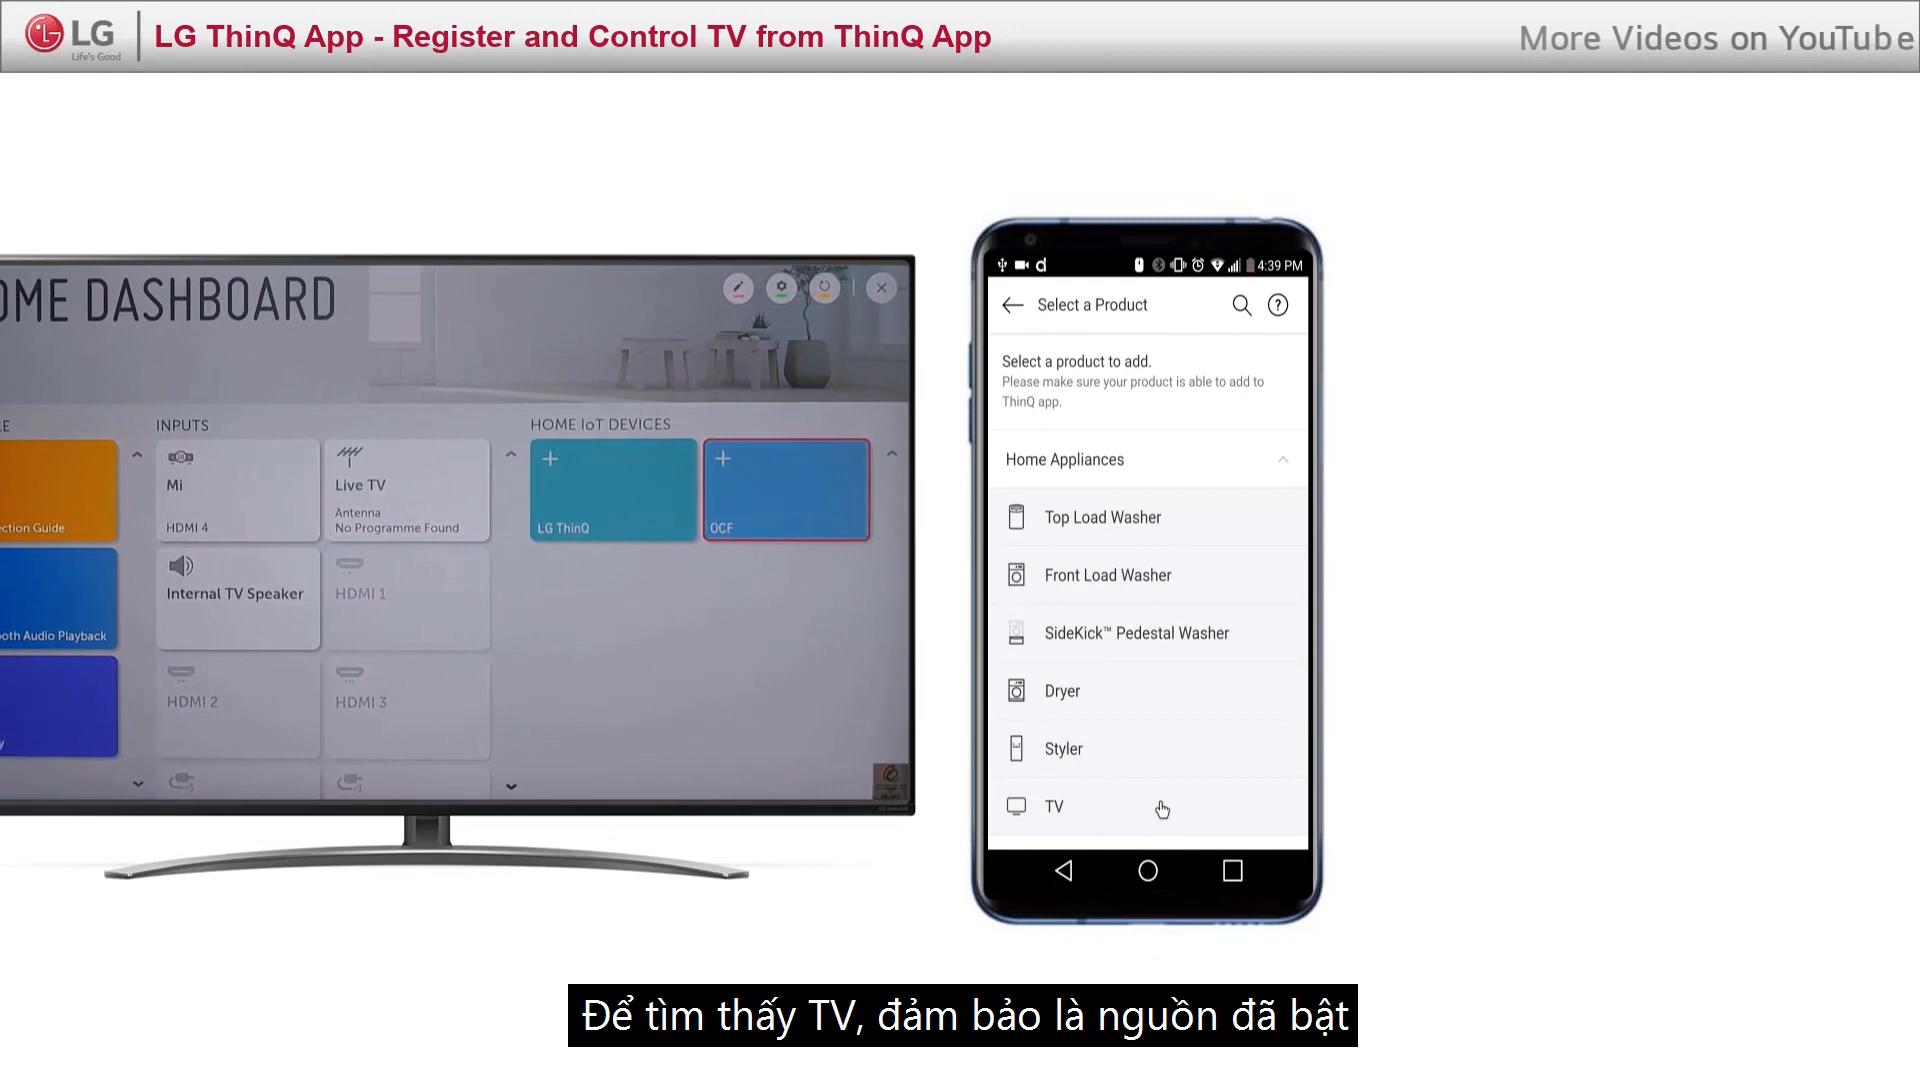 LG
Life's Good
LG ThinQ App - Register and Control TV from ThinQ App
More Videos on YouTube
OME DASHBOARD
LE
INPUTS
HOME IoT DEVICES
ction Guide
Mi
HDMI 4
Live TV
Antenna
No Programme Found
LG ThinQ
OCF
oth Audio Playback
Internal TV Speaker
HDMI 1
y
HDMI 2
HDMI 3
4:39 PM
Select a Product
Select a product to add.
Please make sure your product is able to add to
ThinQ app.
Home Appliances
Top Load Washer
Front Load Washer
SideKick™ Pedestal Washer
Dryer
Styler
TV
Để tìm thấy TV, đảm bảo là nguồn đã bật